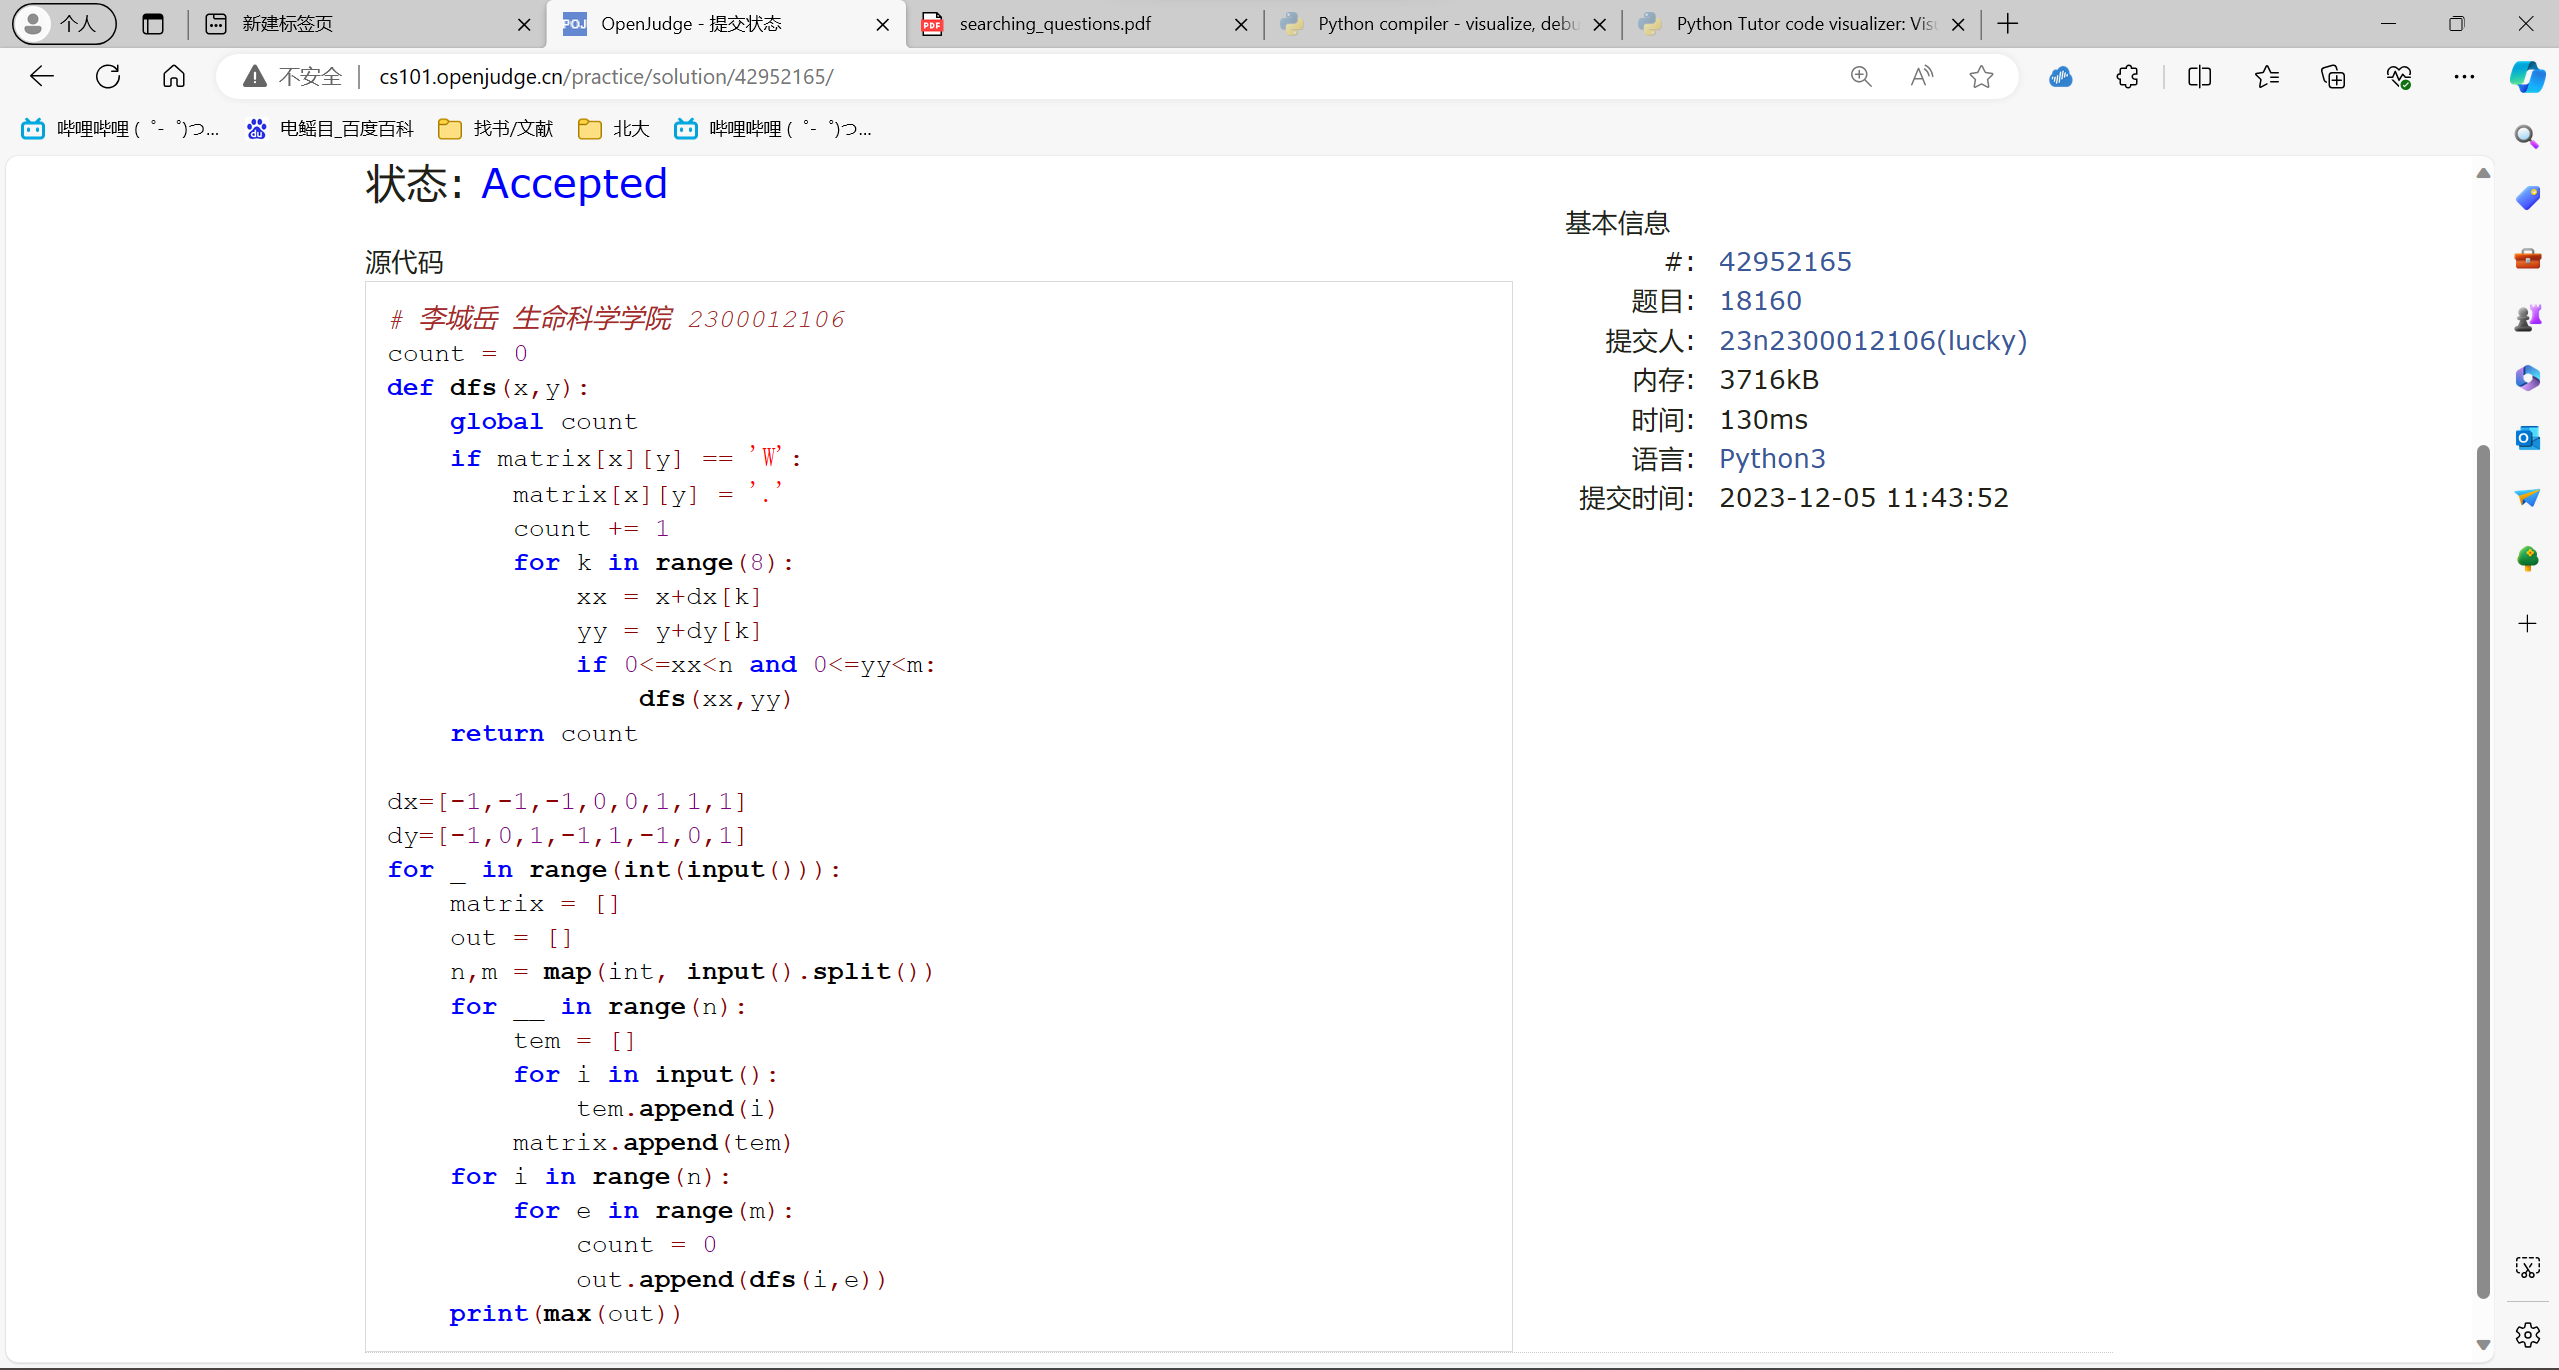 个人
新建标签页
OpenJudge - 提交状态
searching_questions.pdf
Python compiler - visualize, debu
Python Tutor code visualizer: Visu
不安全
cs101.openjudge.cn/practice/solution/42952165/
哔哩哔哩 (゜-゜)つ...
电鳐目_百度百科
找书/文献
北大
哔哩哔哩 (゜-゜)つ...
状态: Accepted
源代码
# 李城岳 生命科学学院 2300012106
count = 0
def dfs(x,y):
    global count
    if matrix[x][y] == 'W':
        matrix[x][y] = '.'
        count += 1
        for k in range(8):
            xx = x+dx[k]
            yy = y+dy[k]
            if 0<=xx<n and 0<=yy<m:
                dfs(xx,yy)
    return count
dx=[-1,-1,-1,0,0,1,1,1]
dy=[-1,0,1,-1,1,-1,0,1]
for _ in range(int(input())):
    matrix = []
    out = []
    n,m = map(int, input().split())
    for __ in range(n):
        tem = []
        for i in input():
            tem.append(i)
        matrix.append(tem)
    for i in range(n):
        for e in range(m):
            count = 0
            out.append(dfs(i,e))
    print(max(out))
基本信息
#: 42952165
题目: 18160
提交人: 23n2300012106(lucky)
内存: 3716kB
时间: 130ms
语言: Python3
提交时间: 2023-12-05 11:43:52